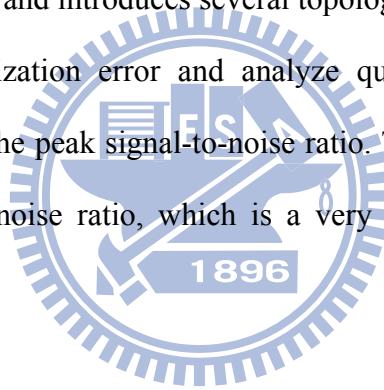 and introduces several topolog
ization error and analyze qu
he peak signal-to-noise ratio. T
noise ratio, which is a very
E S A
8
1896